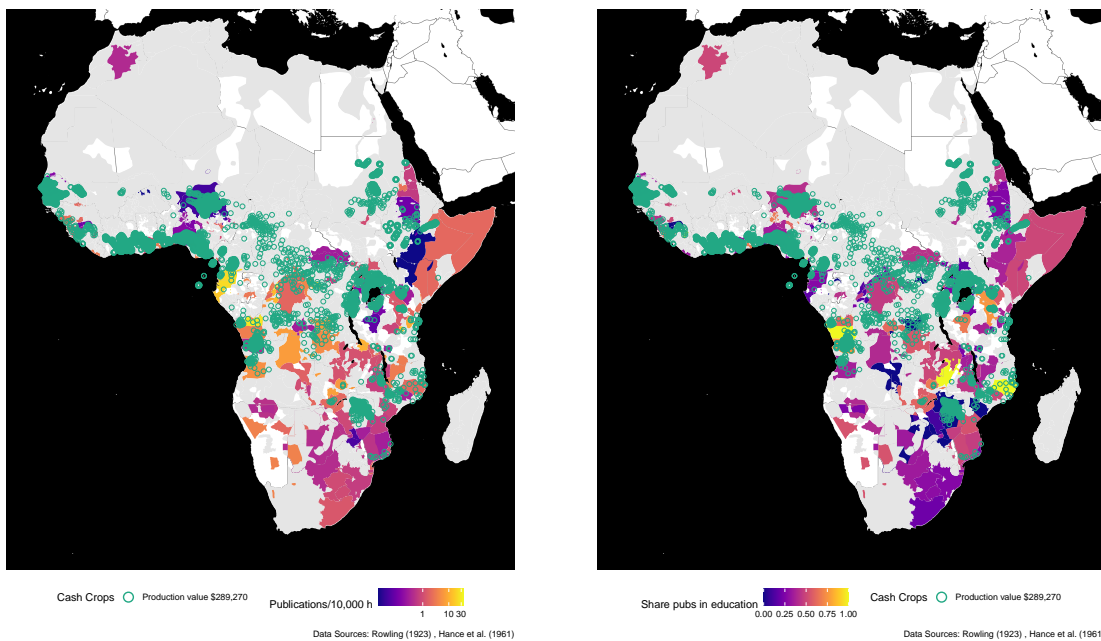 Cash Crops Production value $289,270 Publications/10,000 h 1 10 30
Data Sources: Rowling (1923) , Hance et al. (1961)
Share pubs in education 0.00 0.25 0.50 0.75 1.00 Cash Crops Production value $289,270
Data Sources: Rowling (1923) , Hance et al. (1961